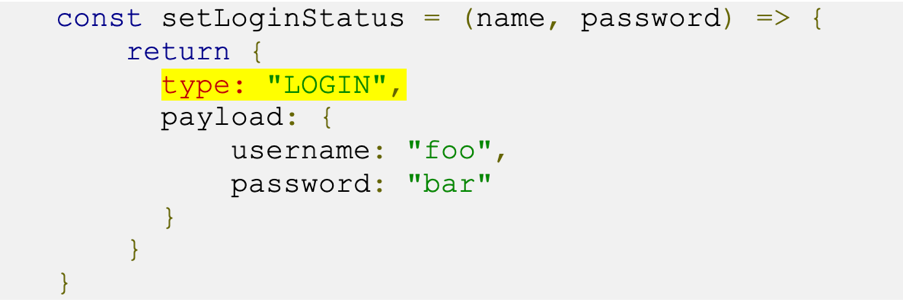 const setLoginStatus = (name, password) => {
    return {
      type: "LOGIN",
      payload: {
          username: "foo",
          password: "bar"
      }
    }
}